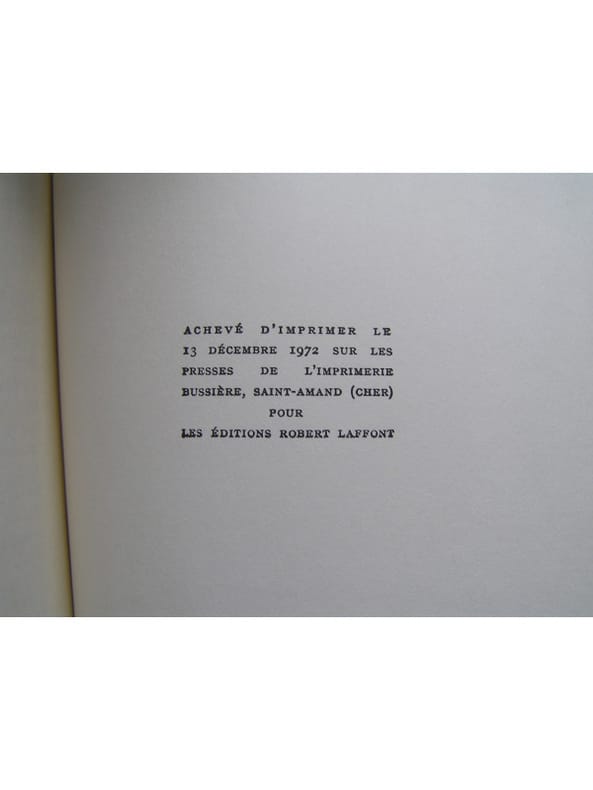 ACHEVÉ D'IMPRIMER LE
13 DÉCEMBRE 1972 SUR LES
PRESSES DE L'IMPRIMERIE
BUSSIÈRE, SAINT-AMAND (CHER)
POUR
LES ÉDITIONS ROBERT LAFFONT